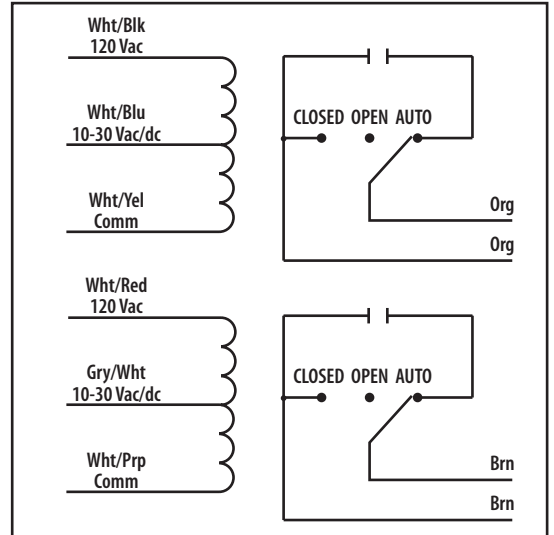 Wht/Blk
120 Vac
Wht/Blu
10-30 Vac/dc
Wht/Yel
Comm
CLOSED OPEN AUTO
Org
Org
Wht/Red
120 Vac
Gry/Wht
10-30 Vac/dc
Wht/Prp
Comm
CLOSED OPEN AUTO
Brn
Brn